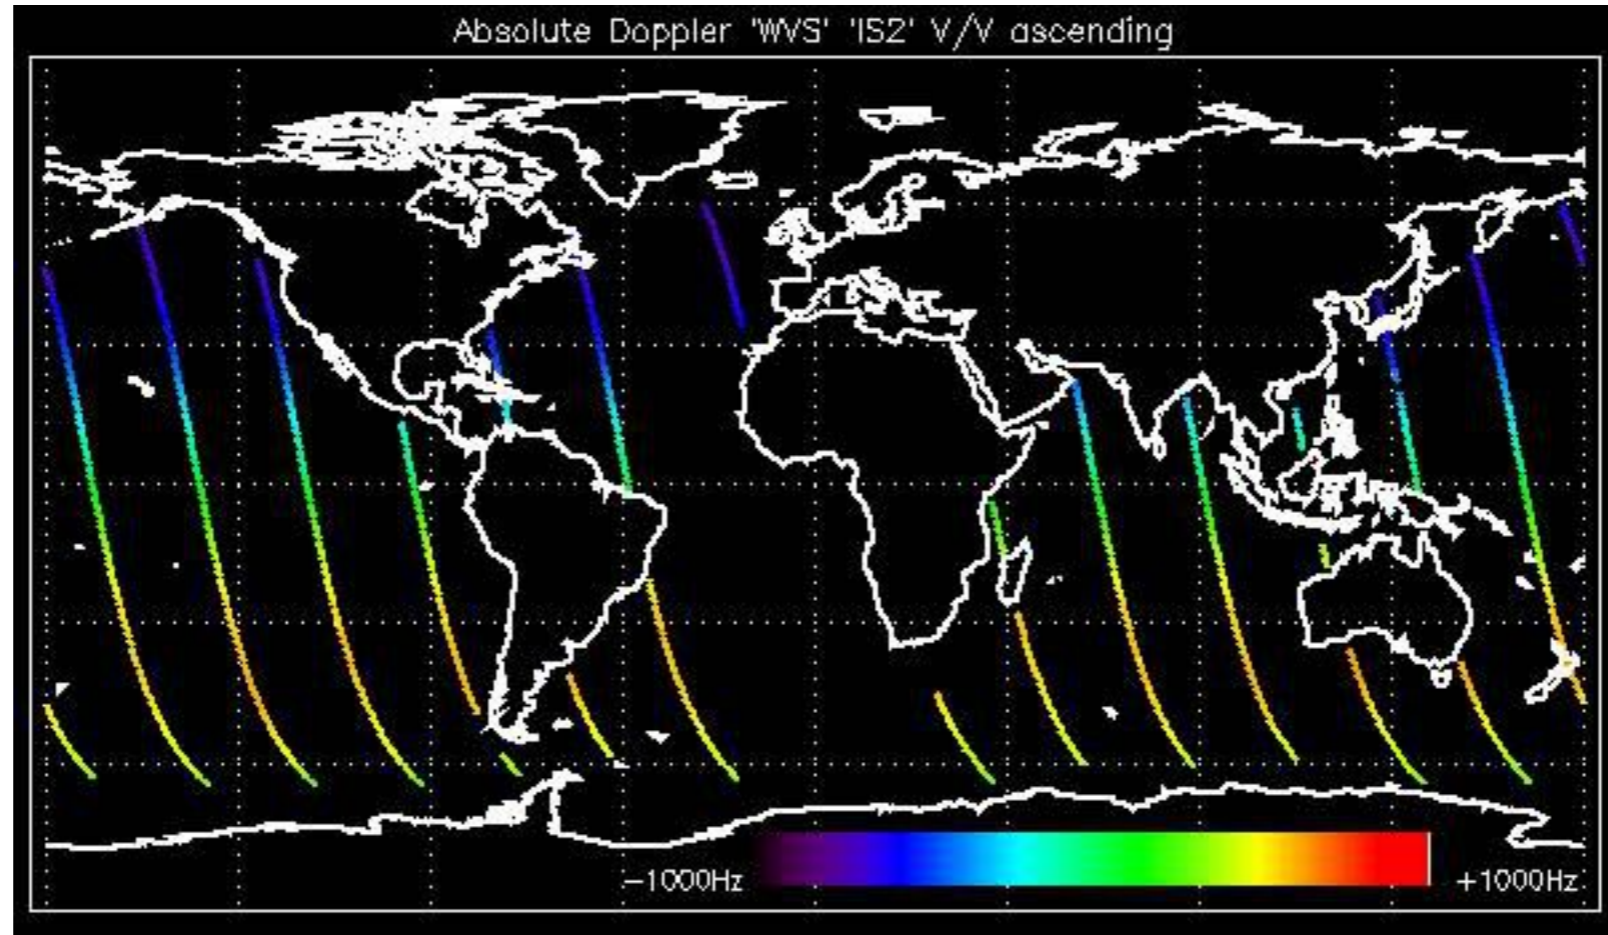 Absolute Doppler 'WVS' 'IS2' V/V ascending
−1000Hz +1000Hz